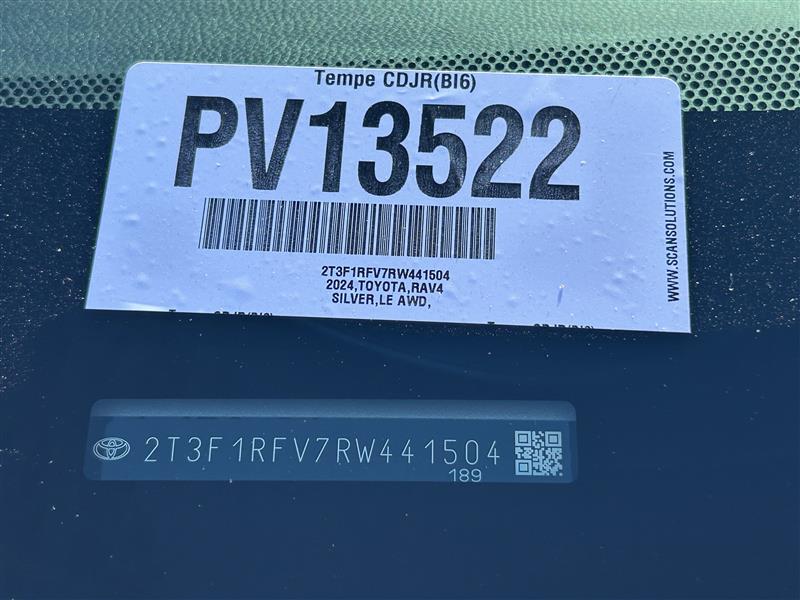 Tempe CDJR(BI6)
PV13522
WWW.SCANSOLUTIONS.COM
2T3F1RFV7RW441504
2024,TOYOTA,RAV4
SILVER,LE AWD,
2T3F1RFV7RW441504
189